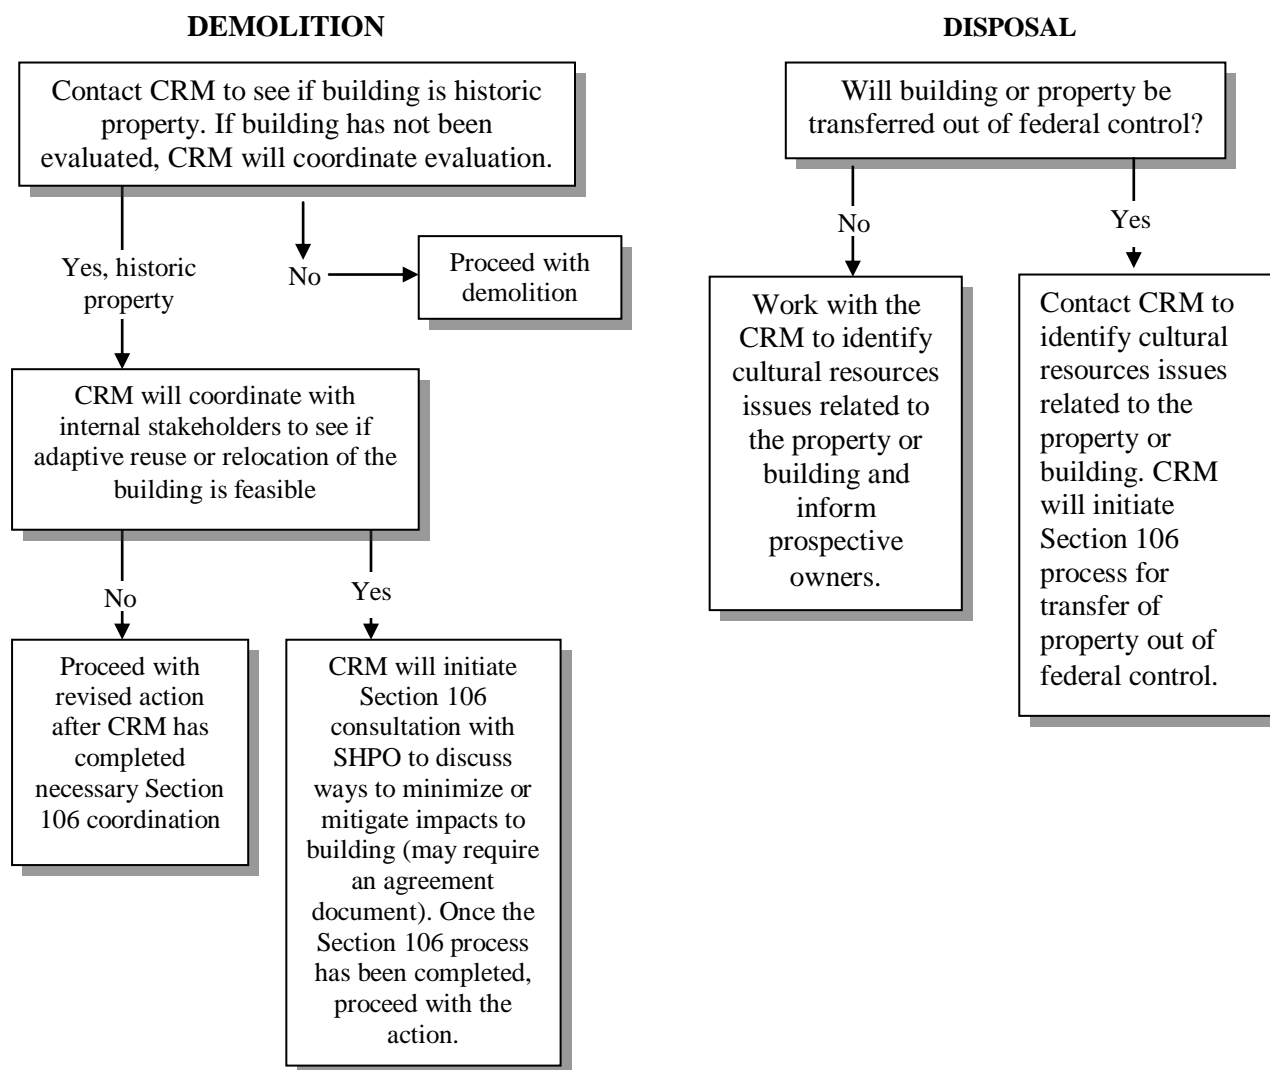 DEMOLITION
Contact CRM to see if building is historic
property. If building has not been
evaluated, CRM will coordinate evaluation.
Yes, historic
property
No
Proceed with
demolition
CRM will coordinate with
internal stakeholders to see if
adaptive reuse or relocation of the
building is feasible
No
Yes
Proceed with
revised action
after CRM has
completed
necessary Section
106 coordination
CRM will initiate
Section 106
consultation with
SHPO to discuss
ways to minimize or
mitigate impacts to
building (may require
an agreement
document). Once the
Section 106 process
has been completed,
proceed with the
action.
DISPOSAL
Will building or property be
transferred out of federal control?
No
Yes
Work with the
CRM to identify
cultural resources
issues related to
the property or
building and
inform
prospective
owners.
Contact CRM to
identify cultural
resources issues
related to the
property or
building. CRM
will initiate
Section 106
process for
transfer of
property out of
federal control.